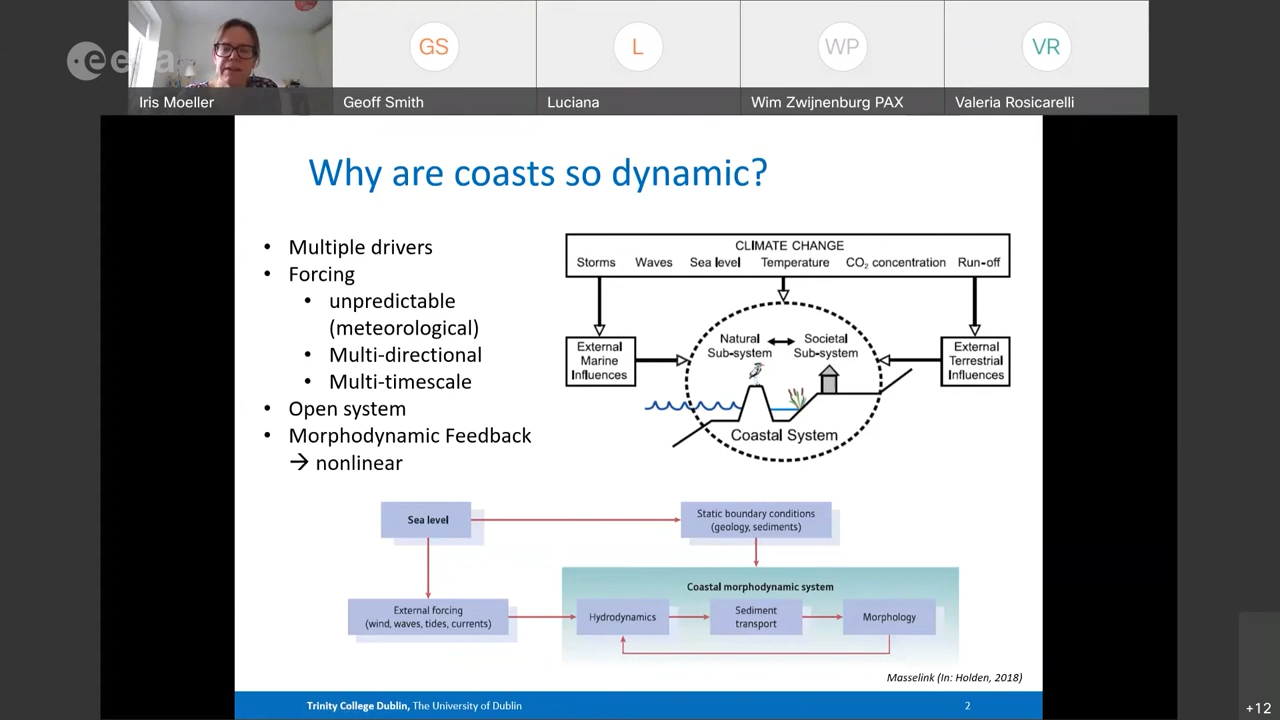 esa
GS
L
WP
VR
Iris Moeller
Geoff Smith
Luciana
Wim Zwijnenburg PAX
Valeria Rosicarelli
Why are coasts so dynamic?
• Multiple drivers
• Forcing
• unpredictable
(meteorological)
• Multi-directional
• Multi-timescale
• Open system
• Morphodynamic Feedback
→ nonlinear
CLIMATE CHANGE
Storms Waves Sea level Temperature CO₂ concentration Run-off
External
Marine
Influences
Natural
Sub-system
Societal
Sub-system
External
Terrestrial
Influences
Coastal System
Sea level
Static boundary conditions
(geology, sediments)
Coastal morphodynamic system
External forcing
(wind, waves, tides, currents)
Hydrodynamics
Sediment
transport
Morphology
Masselink (In: Holden, 2018)
Trinity College Dublin, The University of Dublin
2
+12